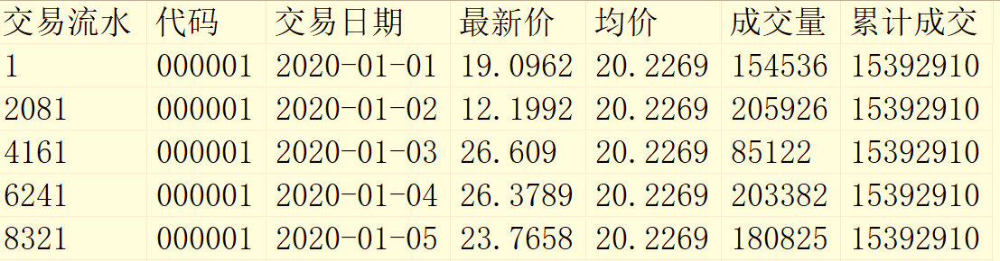 交易流水 代码 交易日期 最新价 均价 成交量 累计成交
1 000001 2020-01-01 19.0962 20.2269 154536 15392910
2081 000001 2020-01-02 12.1992 20.2269 205926 15392910
4161 000001 2020-01-03 26.609 20.2269 85122 15392910
6241 000001 2020-01-04 26.3789 20.2269 203382 15392910
8321 000001 2020-01-05 23.7658 20.2269 180825 15392910